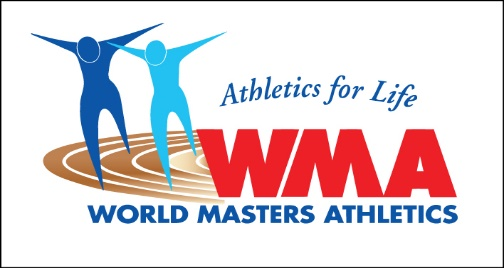 Athletics for Life
WMA
WORLD MASTERS ATHLETICS